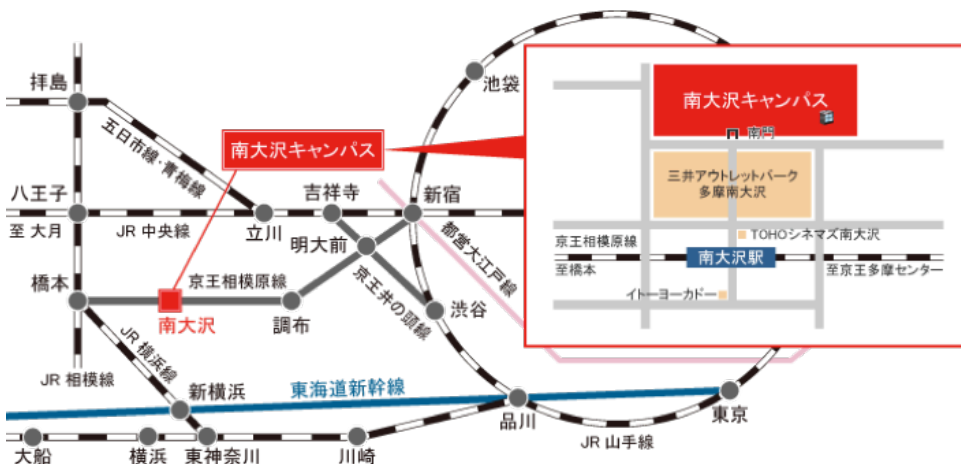 拝島
五日市線・青梅線
八王子
至 大月
JR 中央線
立川
吉祥寺
新宿
池袋
南大沢キャンパス
明大前
都営大江戸線
橋本
京王相模原線
南大沢
調布
京王井の頭線
渋谷
JR 相模線
JR 横浜線
新横浜
東海道新幹線
大船
横浜
東神奈川
川崎
品川
JR 山手線
東京
南大沢キャンパス
南門
三井アウトレットパーク
多摩南大沢
TOHOシネマズ南大沢
京王相模原線
至橋本
南大沢駅
至京王多摩センター
イトーヨーカドー